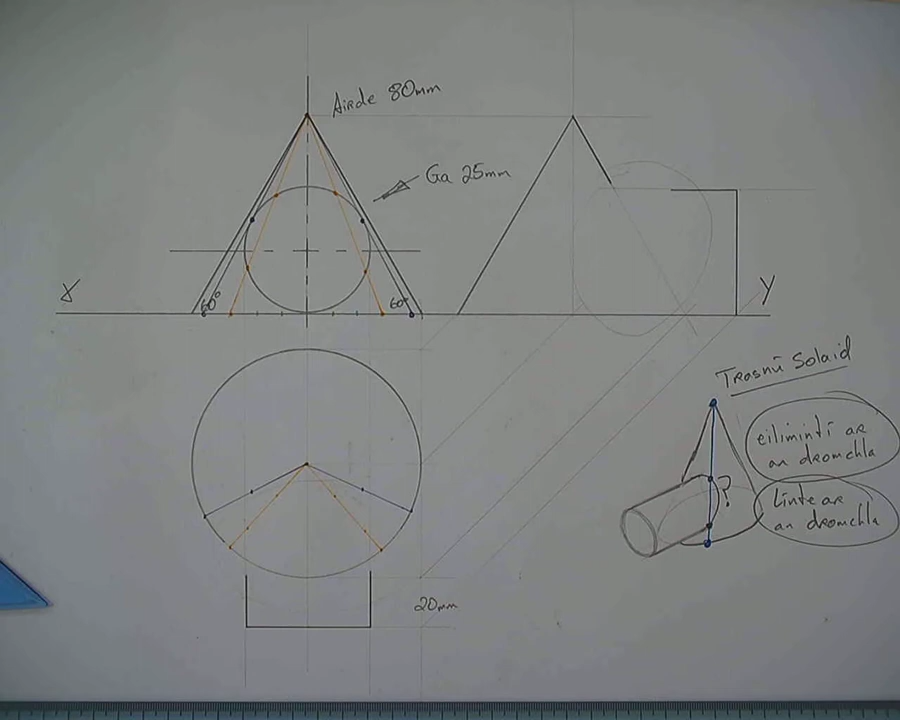 Airde 80mm
Ga 25mm
X
60°
60°
Y
Trasnú Solaid
eilimintí ar
an dromchla
?
Línte ar
an dromchla
20mm